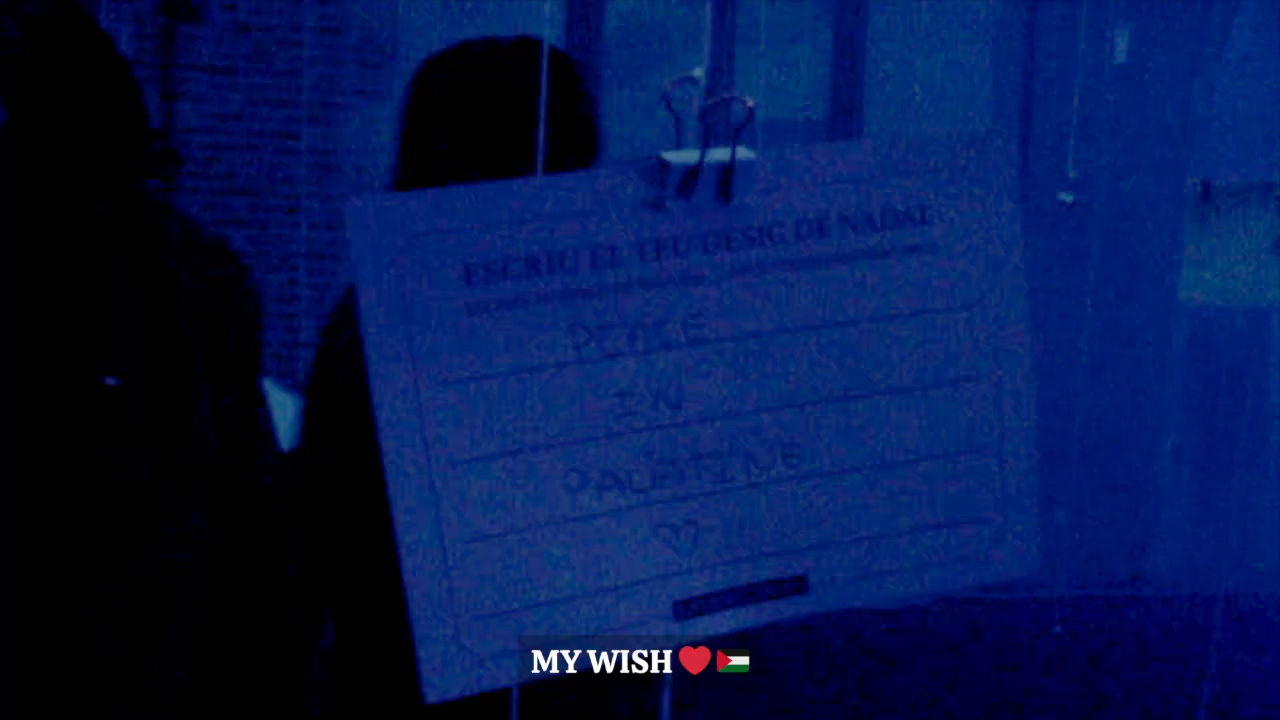 ESCRIU EL TEU DESIG DE NADAL
PEACE
IN
PALESTINE
MY WISH❤️🇵🇸